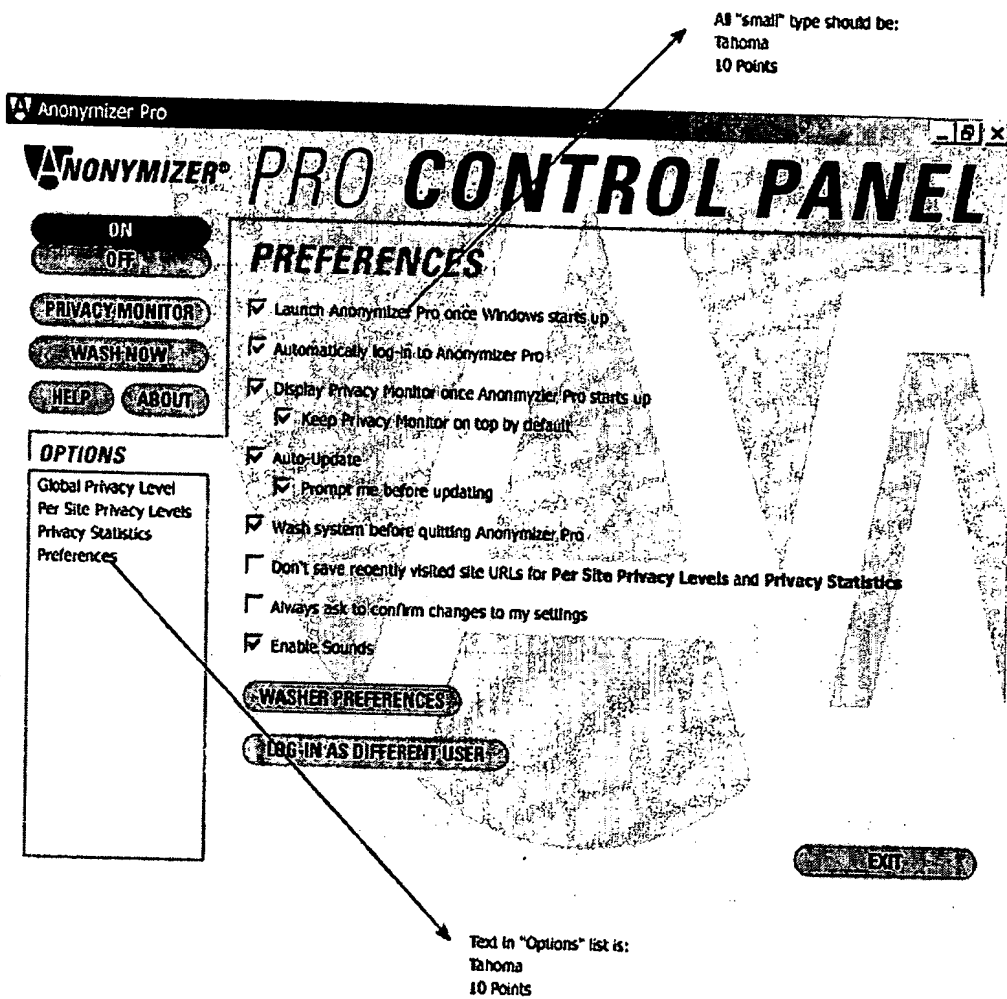 All "small" type should be:
Tahoma
10 Points
Anonymizer Pro
ANONYMIZER®
PRO CONTROL PANEL
ON
OFF
PRIVACY MONITOR
WASH NOW
HELP ABOUT
OPTIONS
Global Privacy Level
Per Site Privacy Levels
Privacy Statistics
Preferences
PREFERENCES
Launch Anonymizer Pro once Windows starts up
Automatically log-in to Anonymizer Pro
Display Privacy Monitor once Anonmyzier Pro starts up
Keep Privacy Monitor on top by default
Auto-Update
Prompt me before updating
Wash system before quitting Anonymizer Pro
Don't save recently visited site URLs for Per Site Privacy Levels and Privacy Statistics
Always ask to confirm changes to my settings
Enable Sounds
WASHER PREFERENCES
LOG-IN AS DIFFERENT USER
EXIT
Text in "Options" list is:
Tahoma
10 Points